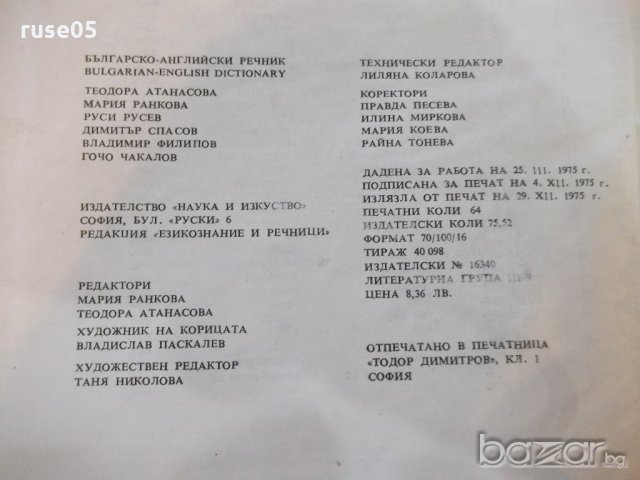 ruse05
БЪЛГАРСКО-АНГЛИЙСКИ РЕЧНИК
BULGARIAN-ENGLISH DICTIONARY
ТЕОДОРА АТАНАСОВА
МАРИЯ РАНКОВА
РУСИ РУСЕВ
ДИМИТЪР СПАСОВ
ВЛАДИМИР ФИЛИПОВ
ГОЧО ЧАКАЛОВ
ИЗДАТЕЛСТВО «НАУКА И ИЗКУСТВО»
СОФИЯ, БУЛ. «РУСКИ» 6
РЕДАКЦИЯ «ЕЗИКОЗНАНИЕ И РЕЧНИЦИ»
РЕДАКТОРИ
МАРИЯ РАНКОВА
ТЕОДОРА АТАНАСОВА
ХУДОЖНИК НА КОРИЦАТА
ВЛАДИСЛАВ ПАСКАЛЕВ
ХУДОЖЕСТВЕН РЕДАКТОР
ТАНЯ НИКОЛОВА
ТЕХНИЧЕСКИ РЕДАКТОР
ЛИЛЯНА КОЛАРОВА
КОРЕКТОРИ
ПРАВДА ПЕСЕВА
ИЛИНА МИРКОВА
МАРИЯ КОЕВА
РАЙНА ТОНЕВА
ДАДЕНА ЗА РАБОТА НА 25. III. 1975 г.
ПОДПИСАНА ЗА ПЕЧАТ НА 4. XII. 1975 г.
ИЗЛЯЗЛА ОТ ПЕЧАТ НА 29. XII. 1975 г.
ПЕЧАТНИ КОЛИ 64
ИЗДАТЕЛСКИ КОЛИ 75,52
ФОРМАТ 70/100/16
ТИРАЖ 40 098
ИЗДАТЕЛСКИ № 16340
ЛИТЕРАТУРНА ГРУПА III-9
ЦЕНА 8,36 ЛВ.
ОТПЕЧАТАНО В ПЕЧАТНИЦА
«ТОДОР ДИМИТРОВ», КЛ. 1
СОФИЯ
bazar.bg